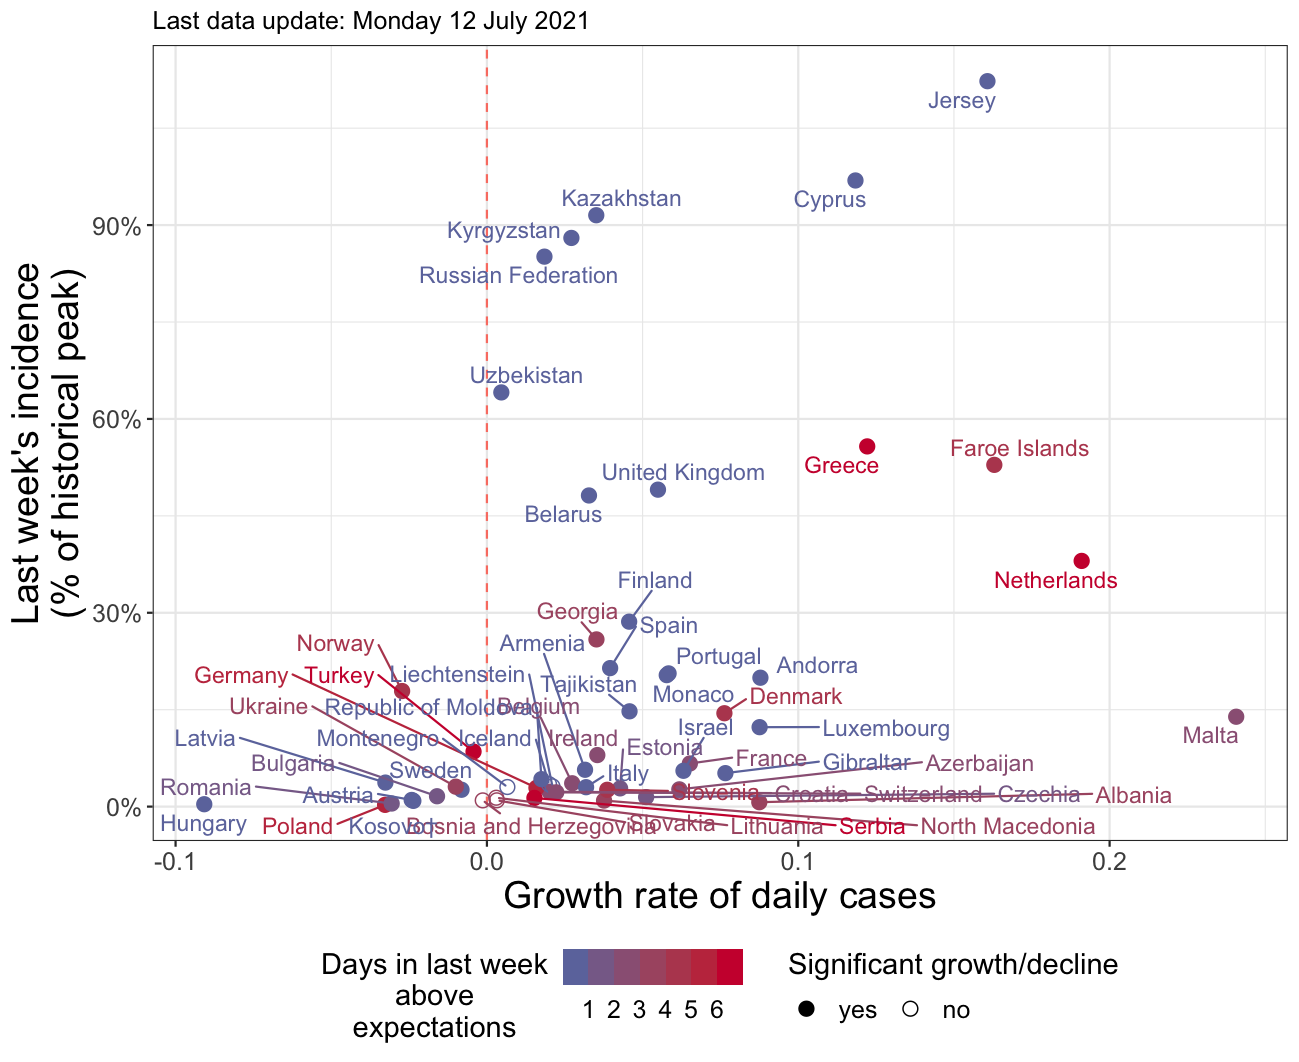 Last data update: Monday 12 July 2021
Last week's incidence
(% of historical peak)
90%
60%
30%
0%
Jersey
Cyprus
Kazakhstan
Kyrgyzstan
Russian Federation
Uzbekistan
Greece
Faroe Islands
United Kingdom
Belarus
Netherlands
Finland
Georgia
Spain
Norway
Armenia
Portugal
Andorra
Germany
Turkey
Liechtenstein
Tajikistan
Monaco
Denmark
Ukraine
Republic of Moldova
Belgium
Israel
Luxembourg
Malta
Latvia
Montenegro
Iceland
Ireland
Estonia
France
Gibraltar
Azerbaijan
Bulgaria
Sweden
Italy
Romania
Austria
Slovenia
Croatia
Switzerland
Czechia
Albania
Hungary
Poland
Kosovo
Bosnia and Herzegovina
Slovakia
Lithuania
Serbia
North Macedonia
-0.1
0.0
0.1
0.2
Growth rate of daily cases
Days in last week
above
expectations
1 2 3 4 5 6
Significant growth/decline
yes
no